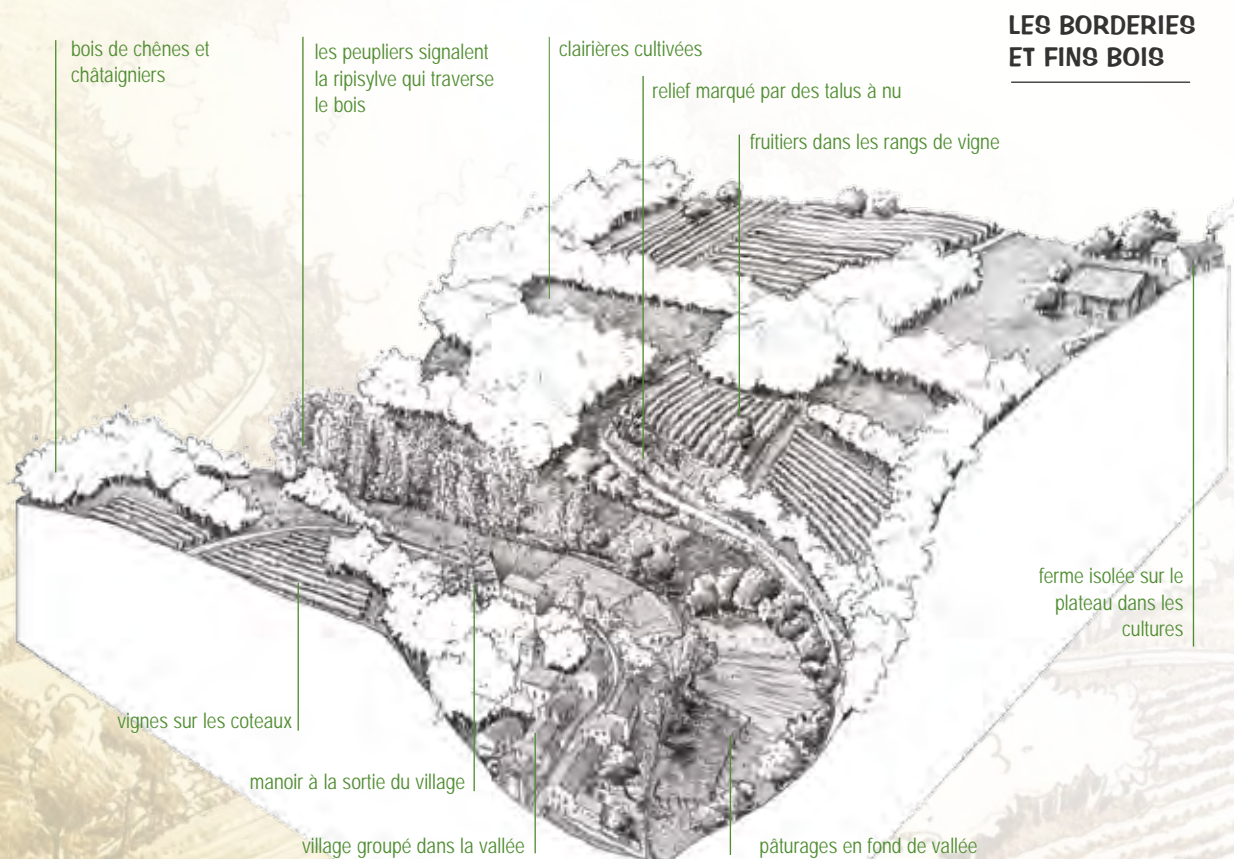 LES BORDERIES
ET FINS BOIS
bois de chênes et
châtaigniers
les peupliers signalent
la ripisylve qui traverse
le bois
clairières cultivées
relief marqué par des talus à nu
fruitiers dans les rangs de vigne
ferme isolée sur le
plateau dans les
cultures
vignes sur les coteaux
manoir à la sortie du village
village groupé dans la vallée
pâturages en fond de vallée